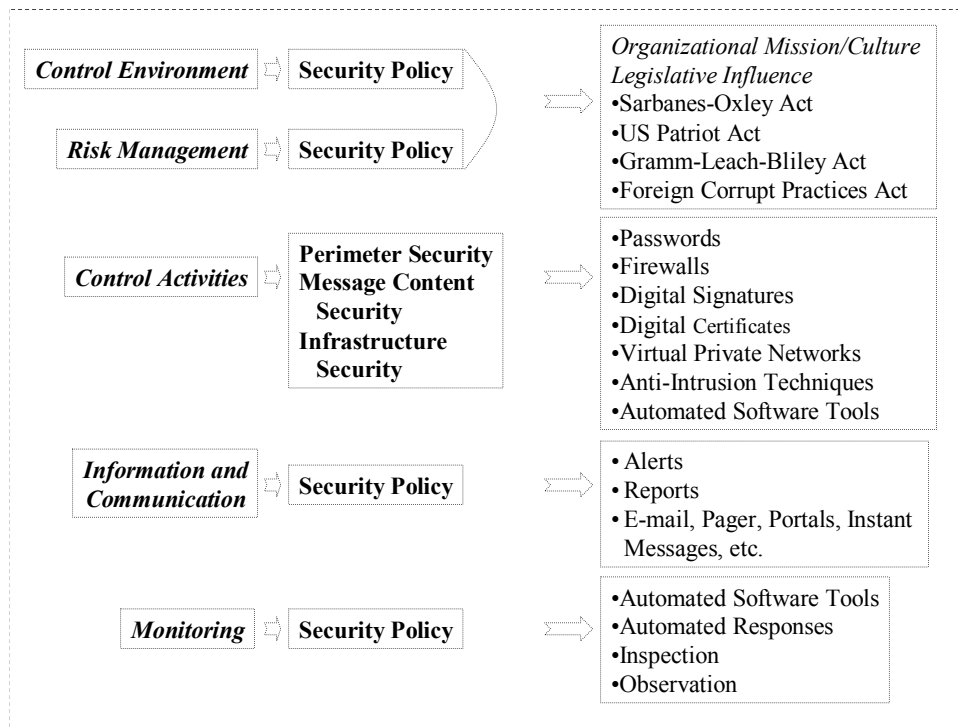 Control Environment
Security Policy
Organizational Mission/Culture
Legislative Influence
•Sarbanes-Oxley Act
•US Patriot Act
•Gramm-Leach-Bliley Act
•Foreign Corrupt Practices Act
Risk Management
Security Policy
Control Activities
Perimeter Security
Message Content
Security
Infrastructure
Security
•Passwords
•Firewalls
•Digital Signatures
•Digital Certificates
•Virtual Private Networks
•Anti-Intrusion Techniques
•Automated Software Tools
Information and
Communication
Security Policy
• Alerts
• Reports
• E-mail, Pager, Portals, Instant
Messages, etc.
Monitoring
Security Policy
•Automated Software Tools
•Automated Responses
•Inspection
•Observation